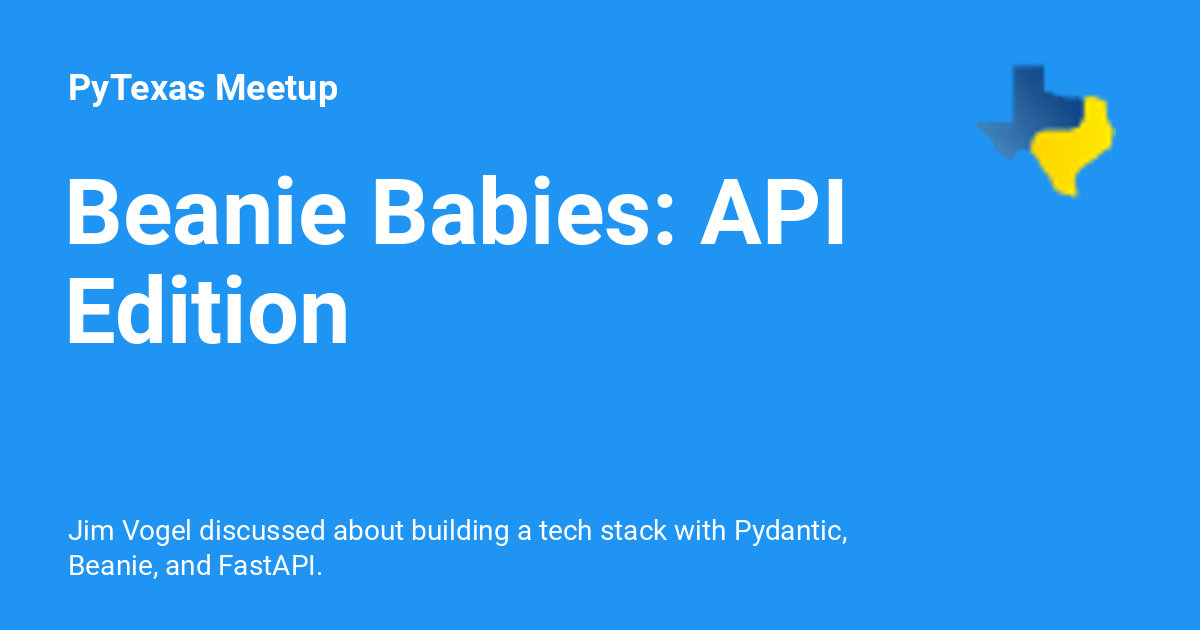 PyTexas Meetup
Beanie Babies: API
Edition
Jim Vogel discussed about building a tech stack with Pydantic,
Beanie, and FastAPI.